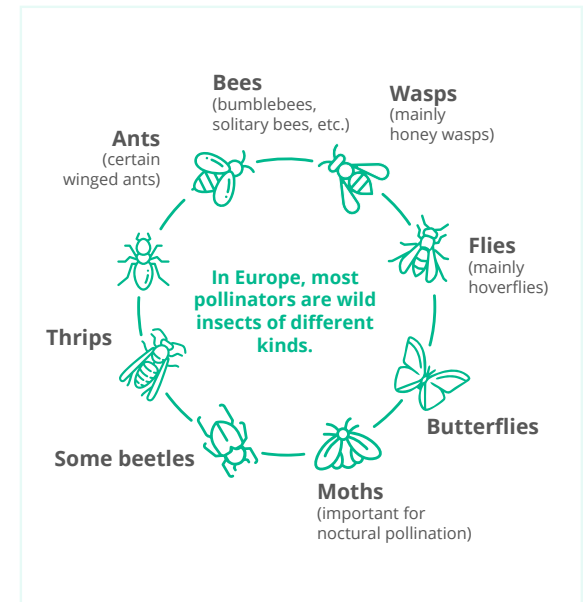 Bees
(bumblebees,
solitary bees, etc.)
Wasps
(mainly
honey wasps)
Ants
(certain
winged ants)
Flies
(mainly
hoverflies)
In Europe, most
pollinators are wild
insects of different
kinds.
Thrips
Butterflies
Some beetles
Moths
(important for
noctural pollination)